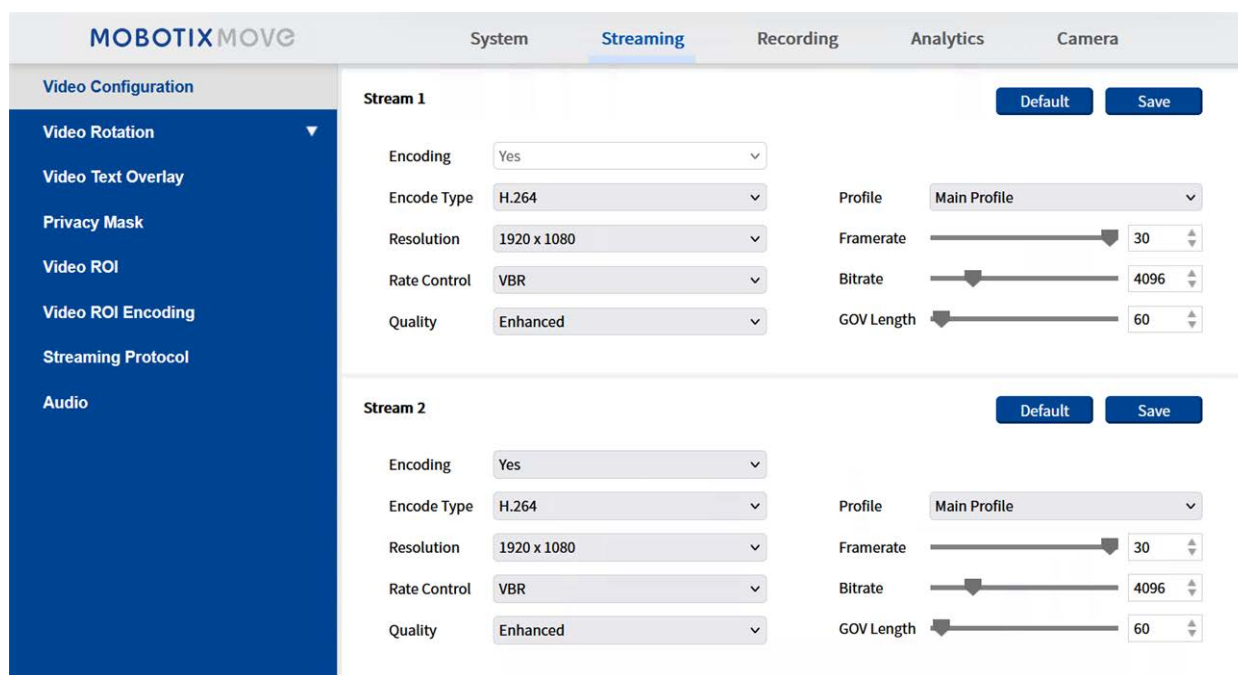 MOBOTIXMOVE System Streaming Recording Analytics Camera
Video Configuration
Video Rotation
Video Text Overlay
Privacy Mask
Video ROI
Video ROI Encoding
Streaming Protocol
Audio
Stream 1 Default Save
Encoding Yes
Encode Type H.264 Profile Main Profile
Resolution 1920 x 1080 Framerate 30
Rate Control VBR Bitrate 4096
Quality Enhanced GOV Length 60
Stream 2 Default Save
Encoding Yes
Encode Type H.264 Profile Main Profile
Resolution 1920 x 1080 Framerate 30
Rate Control VBR Bitrate 4096
Quality Enhanced GOV Length 60